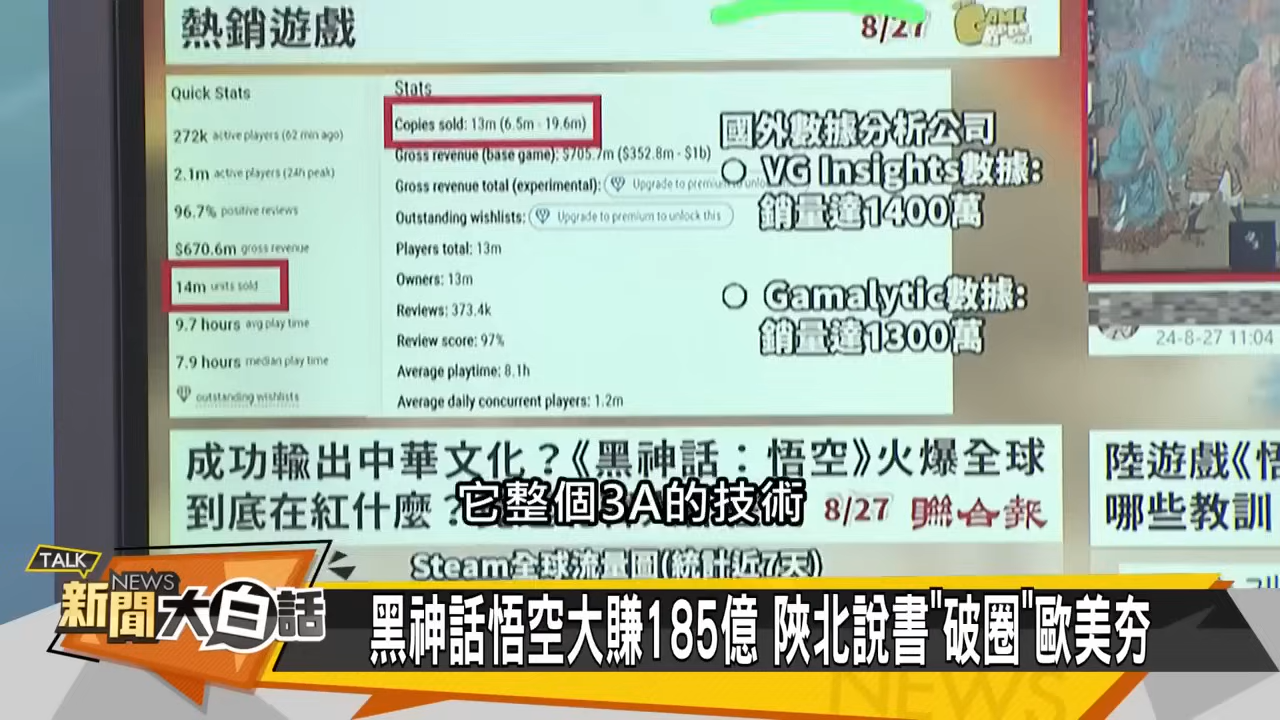 熱銷遊戲
8/27
Quick Stats
272k active players (62 min ago)
2.1m active players (24h peak)
96.7% positive reviews
$670.6m gross revenue
14m units sold
9.7 hours avg play time
7.9 hours median play time
outstanding wishlists
Stats
Copies sold: 13m (6.5m - 19.6m)
Gross revenue (base game): $705.7m ($352.8m - $1b)
Gross revenue total (experimental): Upgrade to premium to unlo
Outstanding wishlists: Upgrade to premium to unlock this
Players total: 13m
Owners: 13m
Reviews: 373.4k
Review score: 97%
Average playtime: 8.1h
Average daily concurrent players: 1.2m
國外數據分析公司
○ VG Insights數據:
銷量達1400萬
○ Gamalytic數據:
銷量達1300萬
24-8-27 11:04
成功輸出中華文化？《黑神話：悟空》火爆全球
到底在紅什麼？
8/27 聯合報
陸遊戲《悟
哪些教訓
它整個3A的技術
Steam全球流量圖(統計近7天)
TALK
NEWS
新聞大白話
黑神話悟空大賺185億 陝北說書"破圈"歐美夯
NEWS